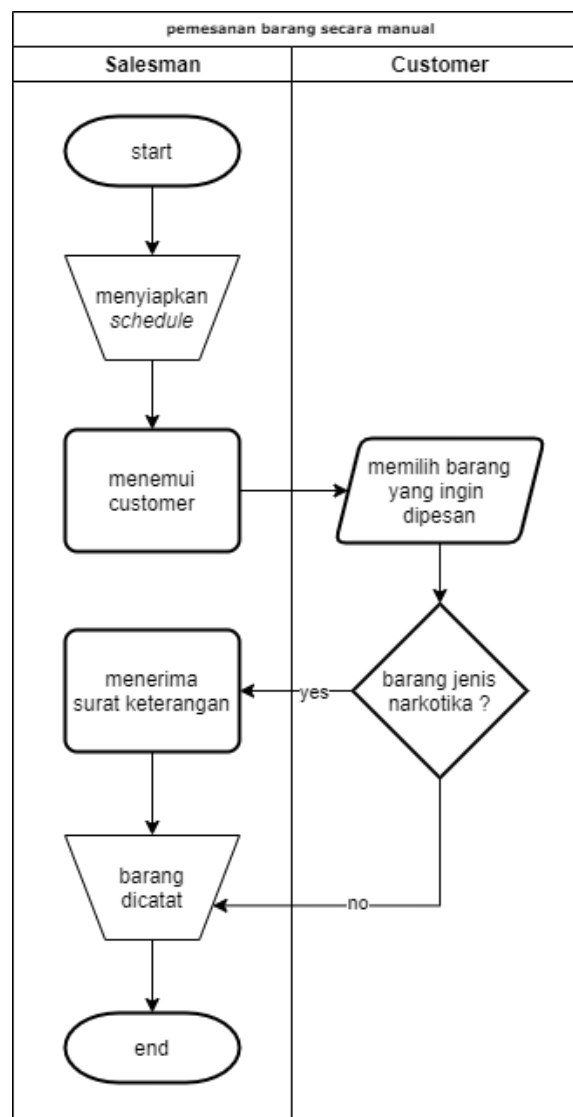 pemesanan barang secara manual
Salesman
Customer
start
menyiapkan
schedule
menemui
customer
memilih barang
yang ingin
dipesan
barang jenis
narkotika ?
yes
menerima
surat keterangan
no
barang
dicatat
end